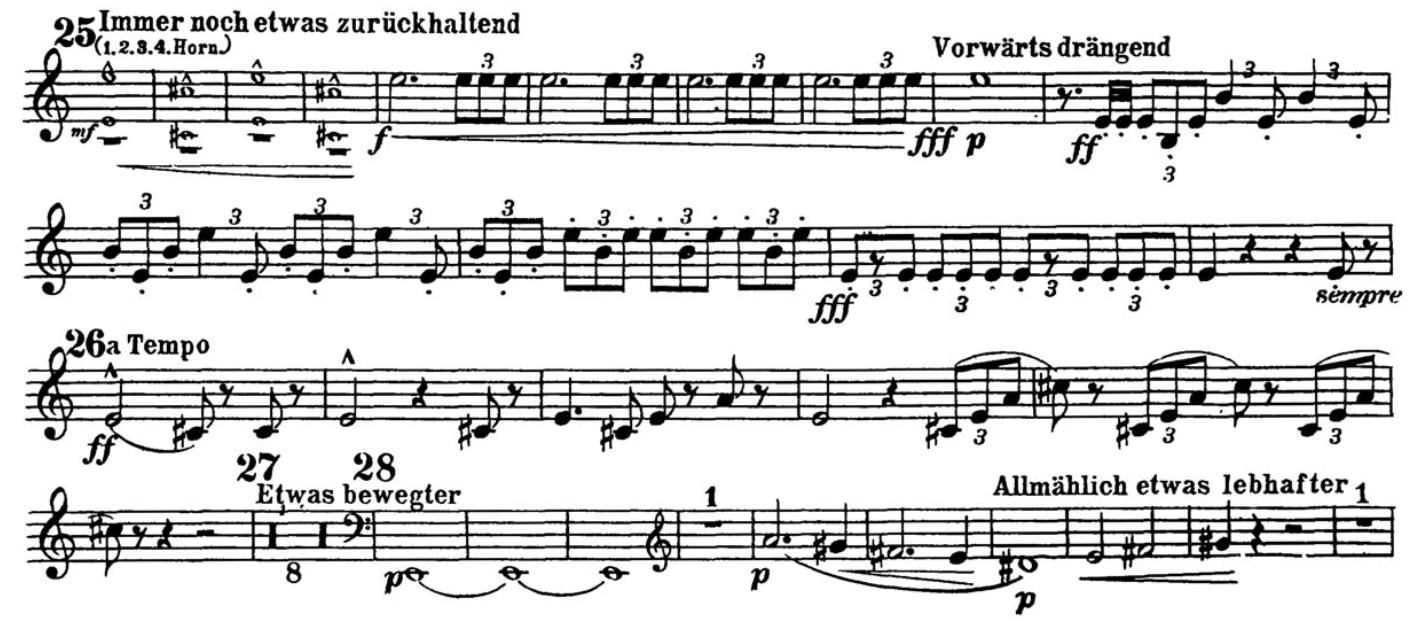 25 Immer noch etwas zurückhaltend
(1.2.3.4.Horn.)
Vorwärts drängend
3 3 3 3 3 3
mf f fff p ff
3
3 3 3 3 3 3 3
fff 3 3 3 3
sempre
26 a Tempo
ff 3 3 3
27 28
Etwas bewegter
Allmählich etwas lebhafter
1 1
8 p p
p